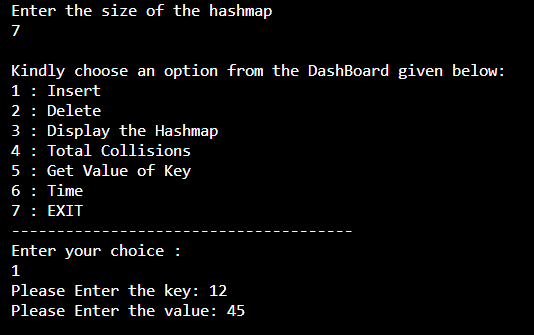 Enter the size of the hashmap
7
Kindly choose an option from the DashBoard given below:
1 : Insert
2 : Delete
3 : Display the Hashmap
4 : Total Collisions
5 : Get Value of Key
6 : Time
7 : EXIT
--------------------------------------
Enter your choice :
1
Please Enter the key: 12
Please Enter the value: 45